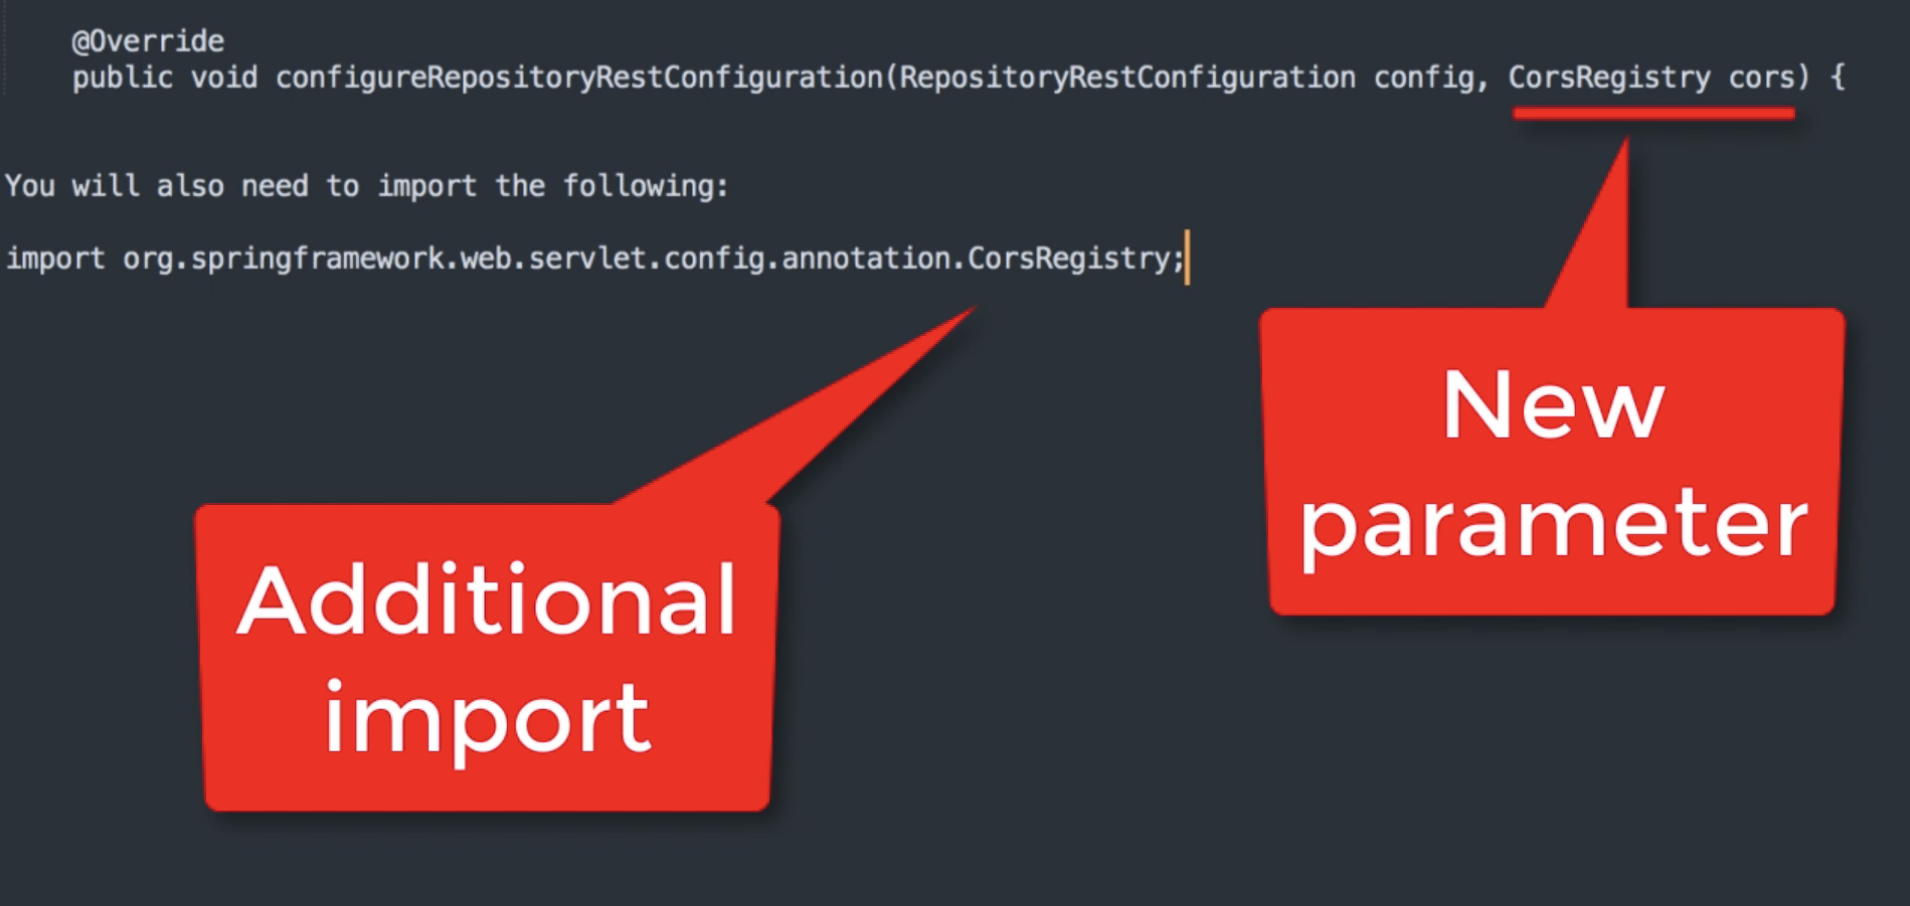 @Override
public void configureRepositoryRestConfiguration(RepositoryRestConfiguration config, CorsRegistry cors) {
You will also need to import the following:
import org.springframework.web.servlet.config.annotation.CorsRegistry;
New
parameter
Additional
import